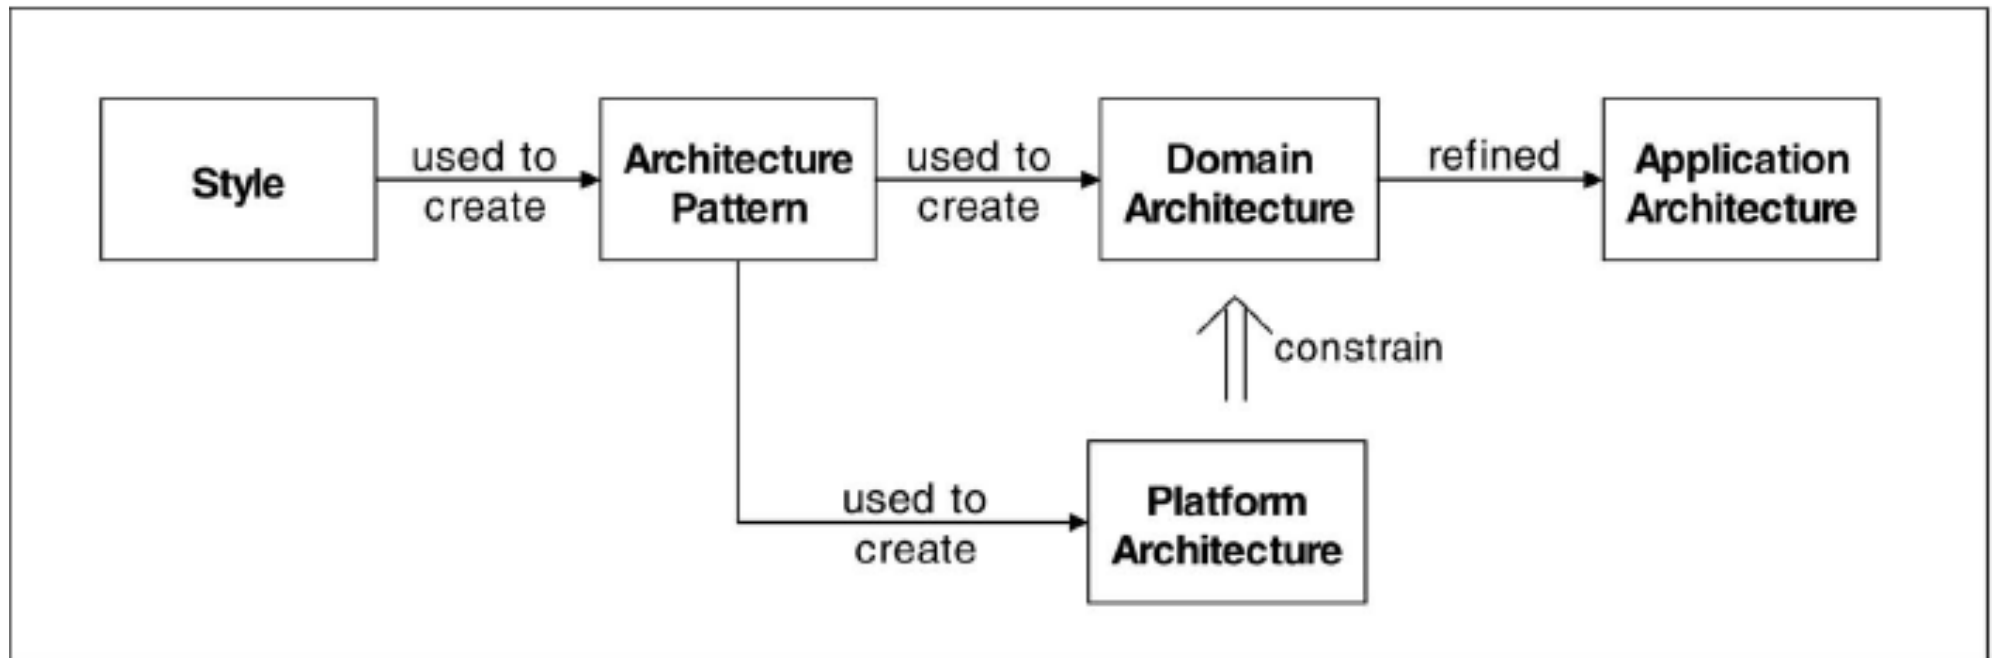 Style
used to
create
Architecture
Pattern
used to
create
Domain
Architecture
refined
Application
Architecture
constrain
used to
create
Platform
Architecture